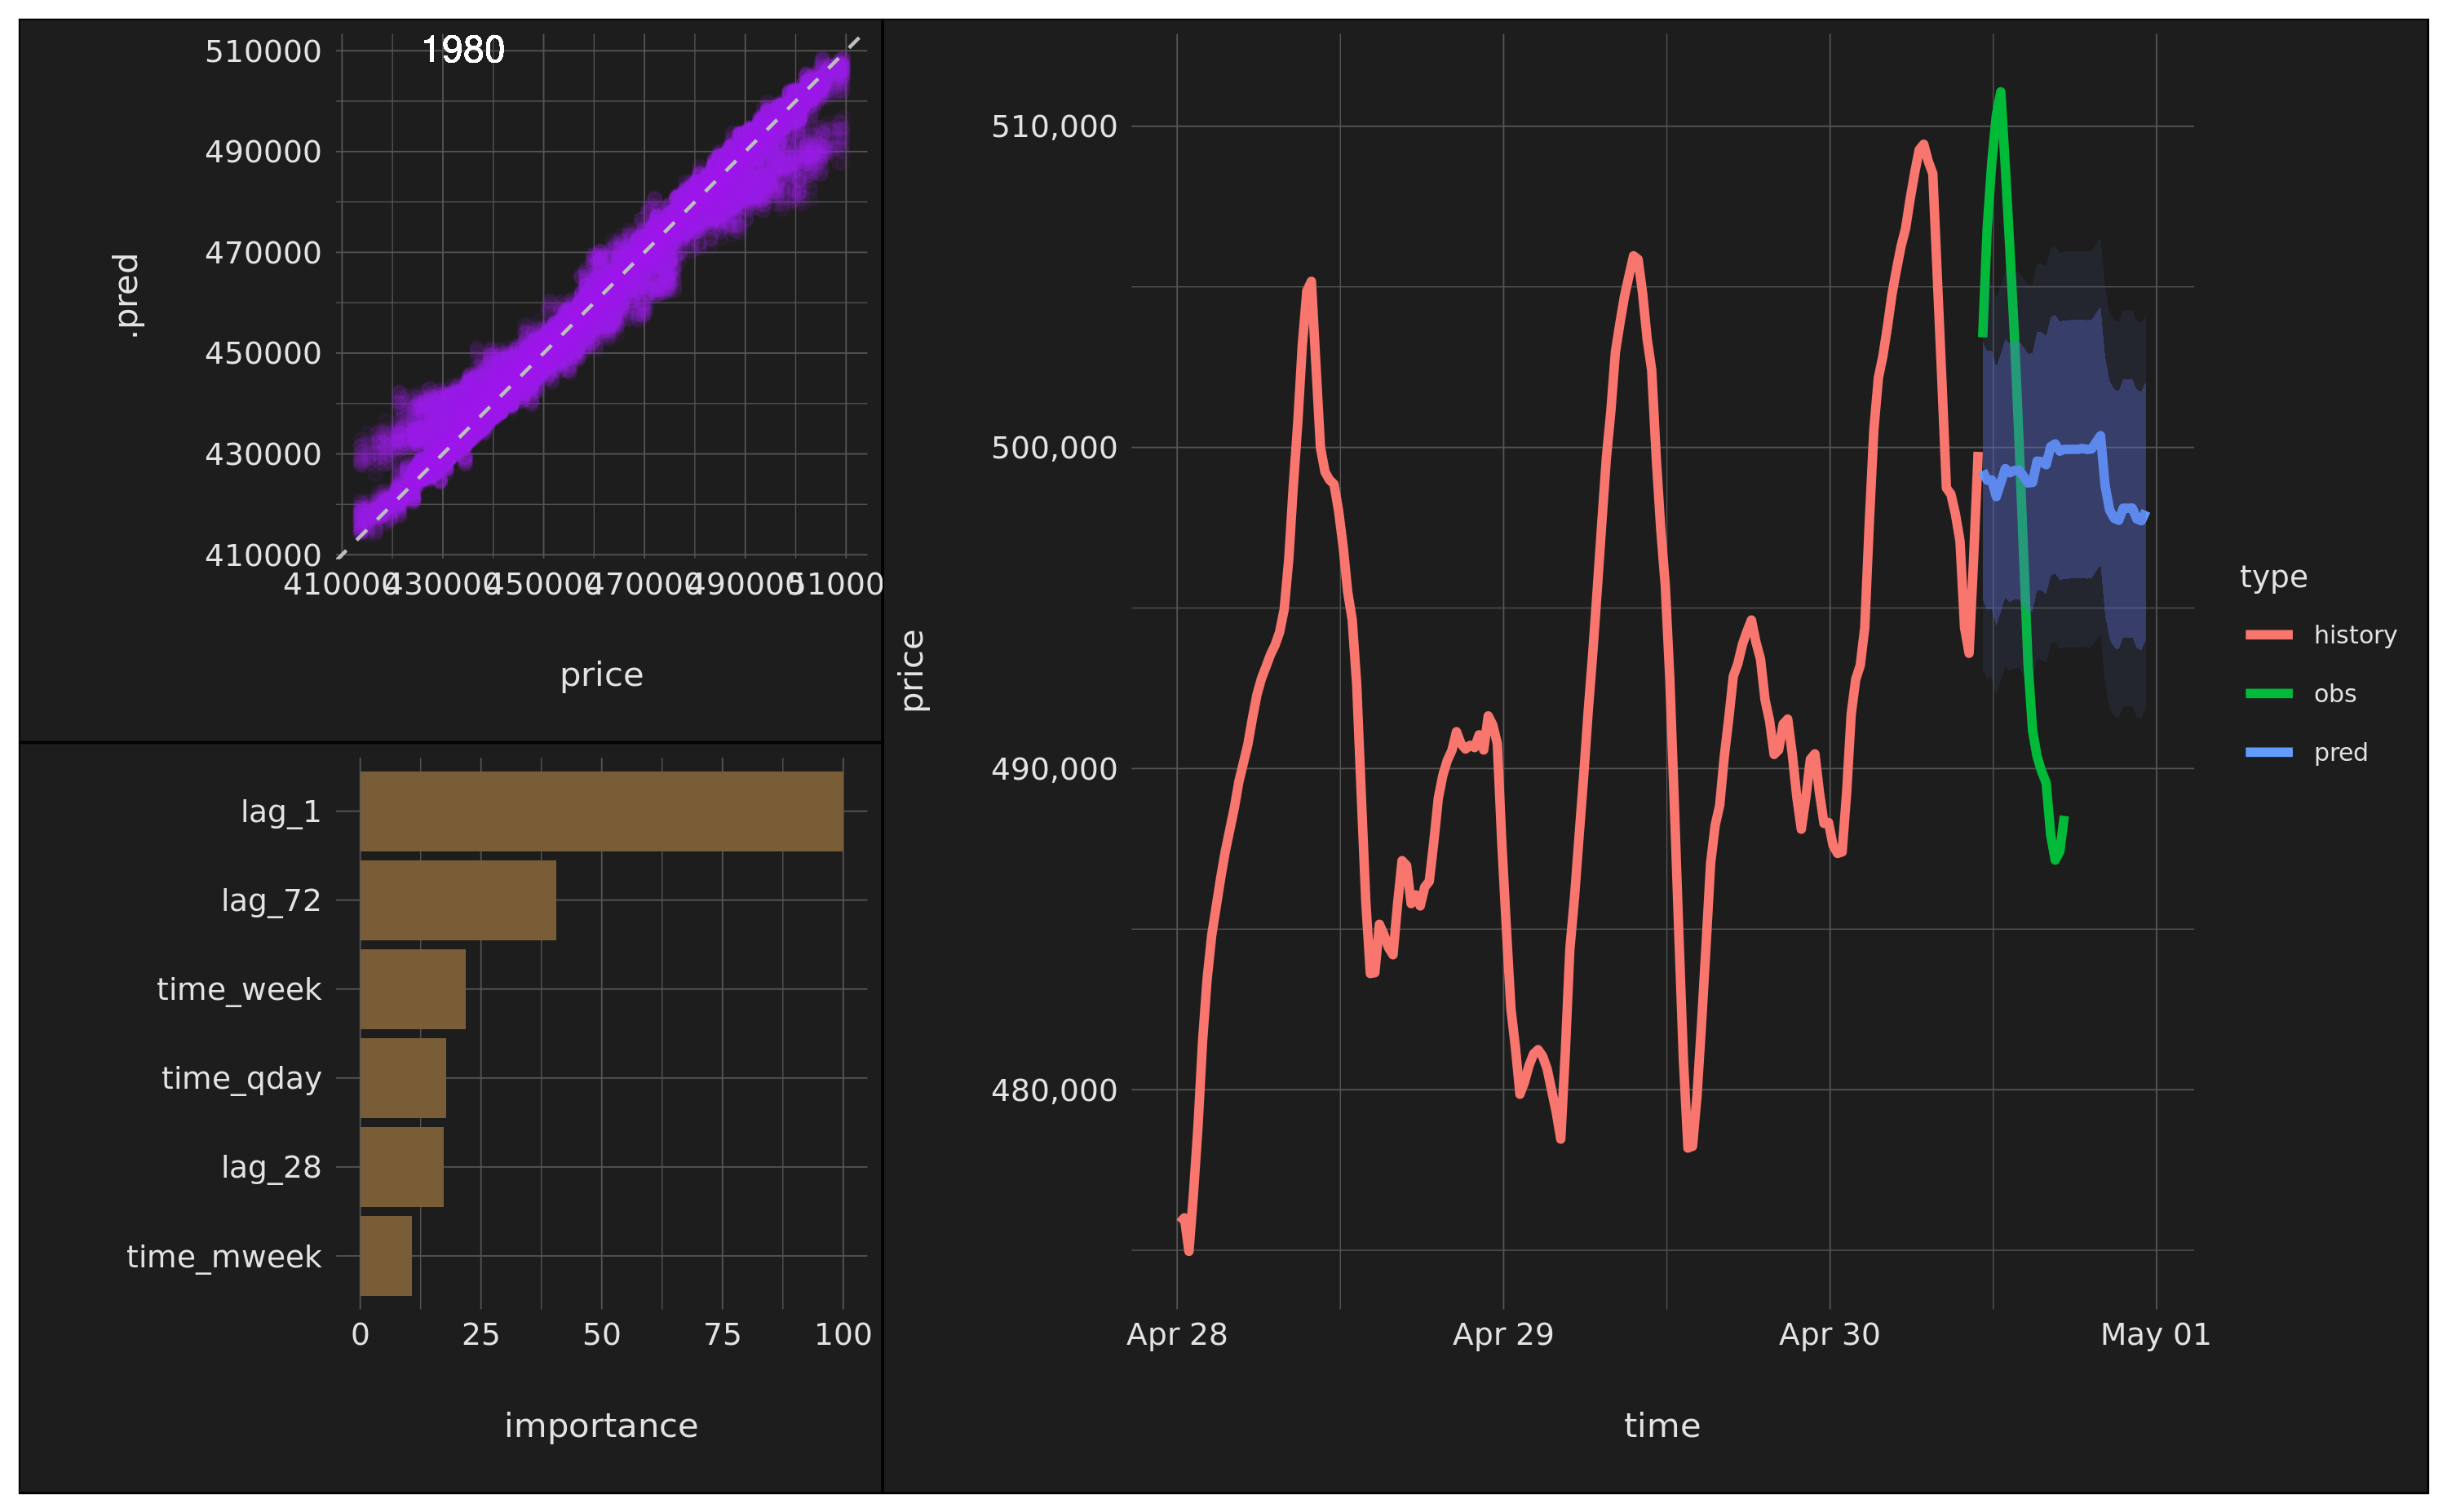 1980
510000
490000
470000
450000
430000
410000
.pred
410000 430000 450000 470000 490000 51000
price
lag_1
lag_72
time_week
time_qday
lag_28
time_mweek
0 25 50 75 100
importance
510,000
500,000
490,000
480,000
price
Apr 28 Apr 29 Apr 30 May 01
time
type
history
obs
pred